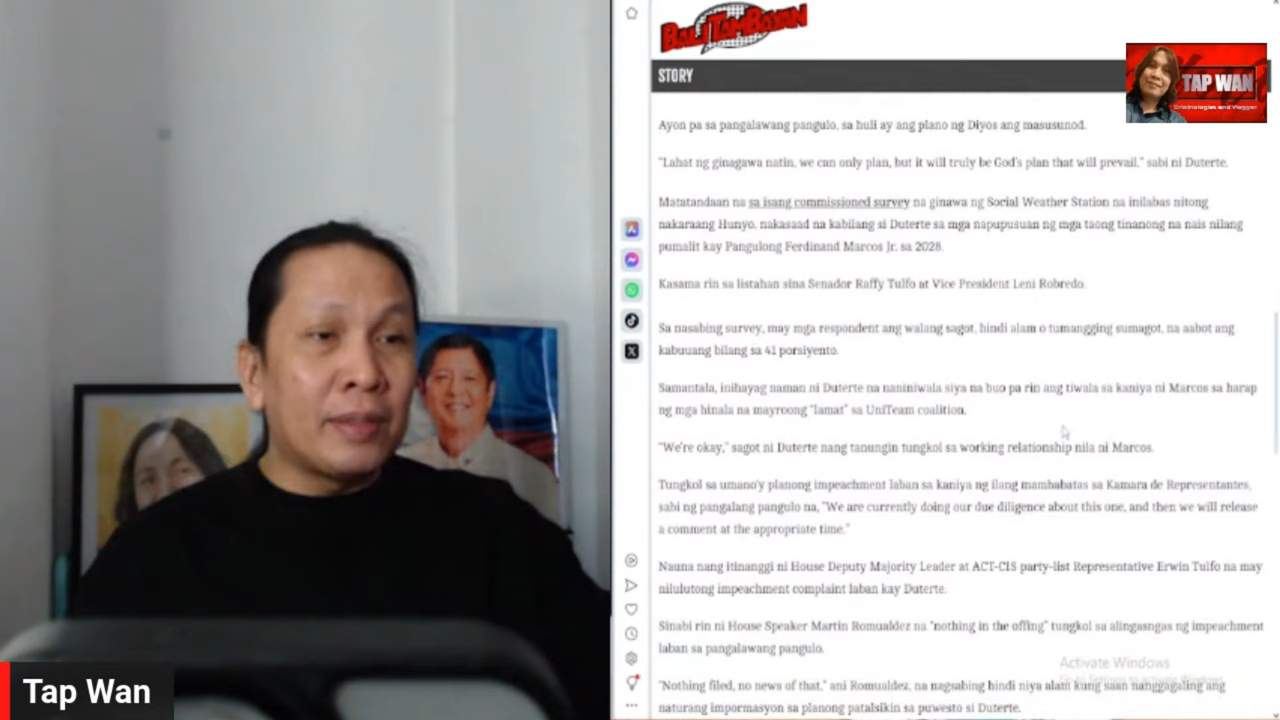 BALITAMBAYAN
STORY
TAP WAN
Ayon pa sa pangalawang pangulo, sa huli ay ang plano ng Diyos ang masusunod.
"Lahat ng ginagawa natin, we can only plan, but it will truly be God's plan that will prevail," sabi ni Duterte.
Matatandaan na sa isang commissioned survey na ginawa ng Social Weather Station na inilabas nitong
nakaraang Hunyo, nakasaad na kabilang si Duterte sa mga napupusuan ng mga taong tinanong na nais nilang
pumalit kay Pangulong Ferdinand Marcos Jr. sa 2028.
Kasama rin sa listahan sina Senador Raffy Tulfo at Vice President Leni Robredo.
Sa nasabing survey, may mga respondent ang walang sagot, hindi alam o tumangging sumagot, na aabot ang
kabuuang bilang sa 41 porsiyento.
Samantala, inihayag naman ni Duterte na naniniwala siya na buo pa rin ang tiwala sa kaniya ni Marcos sa harap
ng mga hinala na mayroong "lamat" sa UniTeam coalition.
"We're okay," sagot ni Duterte nang tanungin tungkol sa working relationship nila ni Marcos.
Tungkol sa umano'y planong impeachment laban sa kaniya ng ilang mambabatas sa Kamara de Representantes,
sabi ng pangalang pangulo na, "We are currently doing our due diligence about this one, and then we will release
a comment at the appropriate time."
Nauna nang itinanggi ni House Deputy Majority Leader at ACT-CIS party-list Representative Erwin Tulfo na may
nilulutong impeachment complaint laban kay Duterte.
Sinabi rin ni House Speaker Martin Romualdez na "nothing in the offing" tungkol sa alingasngas ng impeachment
laban sa pangalawang pangulo.
Activate Windows
"Nothing filed, no news of that," ani Romualdez, na nagsabing hindi niya alam kung saan nanggagaling ang
naturang impormasyon sa planong patalsikin sa puwesto si Duterte.
Tap Wan